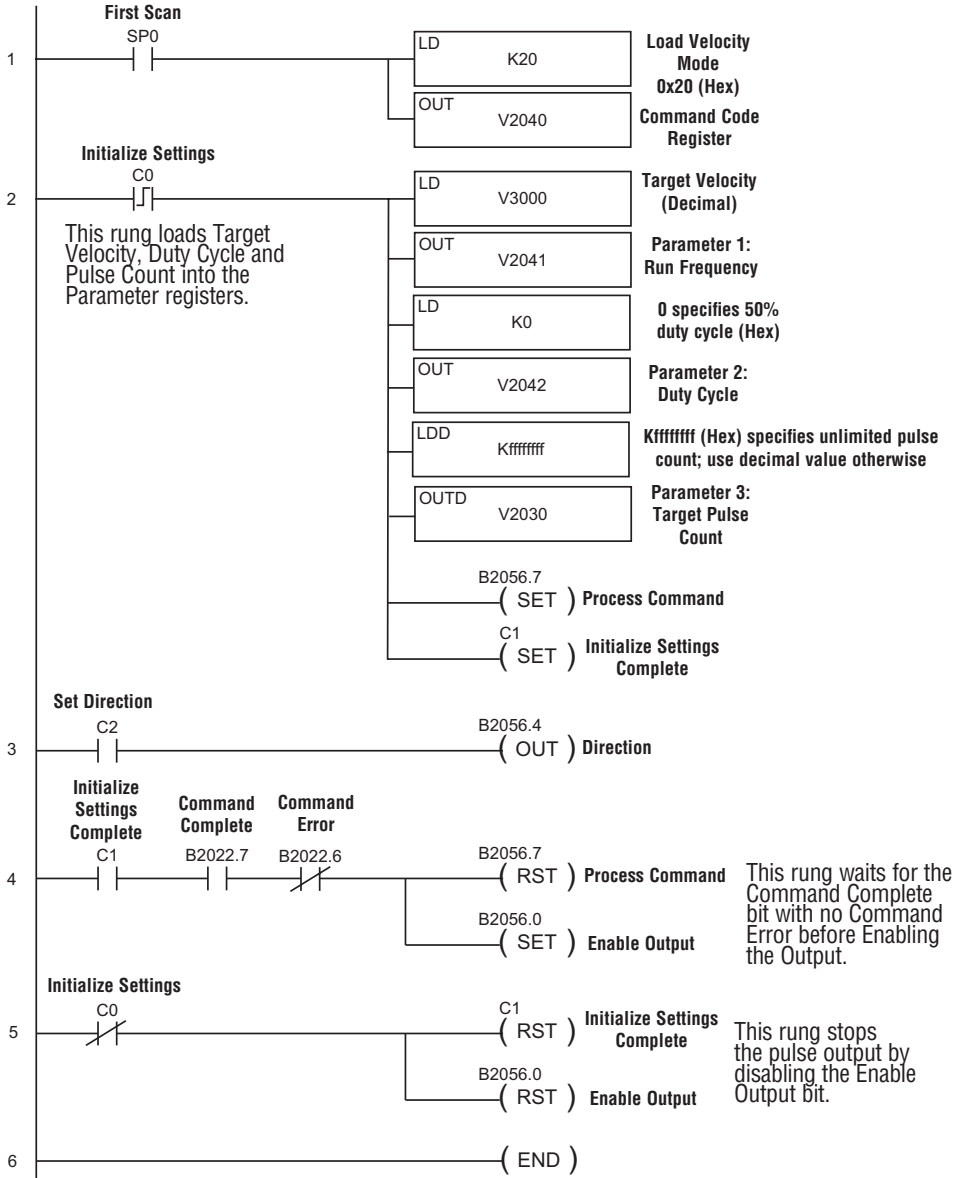 First Scan
SP0
1
LD
K20
Load Velocity
Mode
0x20 (Hex)
OUT
V2040
Command Code
Register
Initialize Settings
C0
2
This rung loads Target
Velocity, Duty Cycle and
Pulse Count into the
Parameter registers.
LD
V3000
Target Velocity
(Decimal)
OUT
V2041
Parameter 1:
Run Frequency
LD
K0
0 specifies 50%
duty cycle (Hex)
OUT
V2042
Parameter 2:
Duty Cycle
LDD
Kffffffff
Kffffffff (Hex) specifies unlimited pulse
count; use decimal value otherwise
OUTD
V2030
Parameter 3:
Target Pulse
Count
B2056.7
( SET ) Process Command
C1
( SET ) Initialize Settings
Complete
Set Direction
C2
3
B2056.4
( OUT ) Direction
Initialize
Settings
Complete
C1
Command
Complete
B2022.7
Command
Error
B2022.6
4
B2056.7
( RST ) Process Command
B2056.0
( SET ) Enable Output
This rung waits for the
Command Complete
bit with no Command
Error before Enabling
the Output.
Initialize Settings
C0
5
C1
( RST ) Initialize Settings
Complete
B2056.0
( RST ) Enable Output
This rung stops
the pulse output by
disabling the Enable
Output bit.
6
( END )